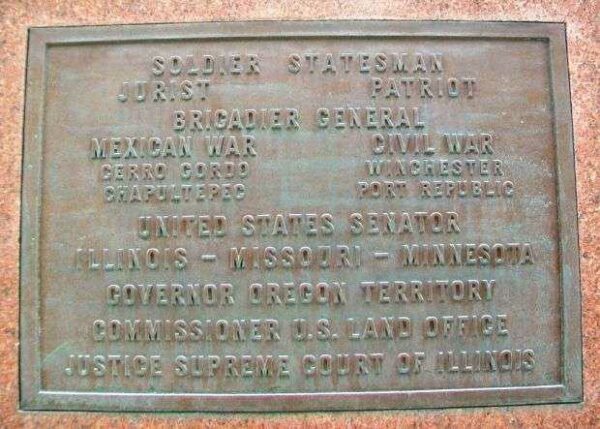 SOLDIER STATESMAN
JURIST PATRIOT
BRIGADIER GENERAL
MEXICAN WAR CIVIL WAR
CERRO GORDO WINCHESTER
CHAPULTEPEC PORT REPUBLIC
UNITED STATES SENATOR
ILLINOIS - MISSOURI - MINNESOTA
GOVERNOR OREGON TERRITORY
COMMISSIONER U.S. LAND OFFICE
JUSTICE SUPREME COURT OF ILLINOIS